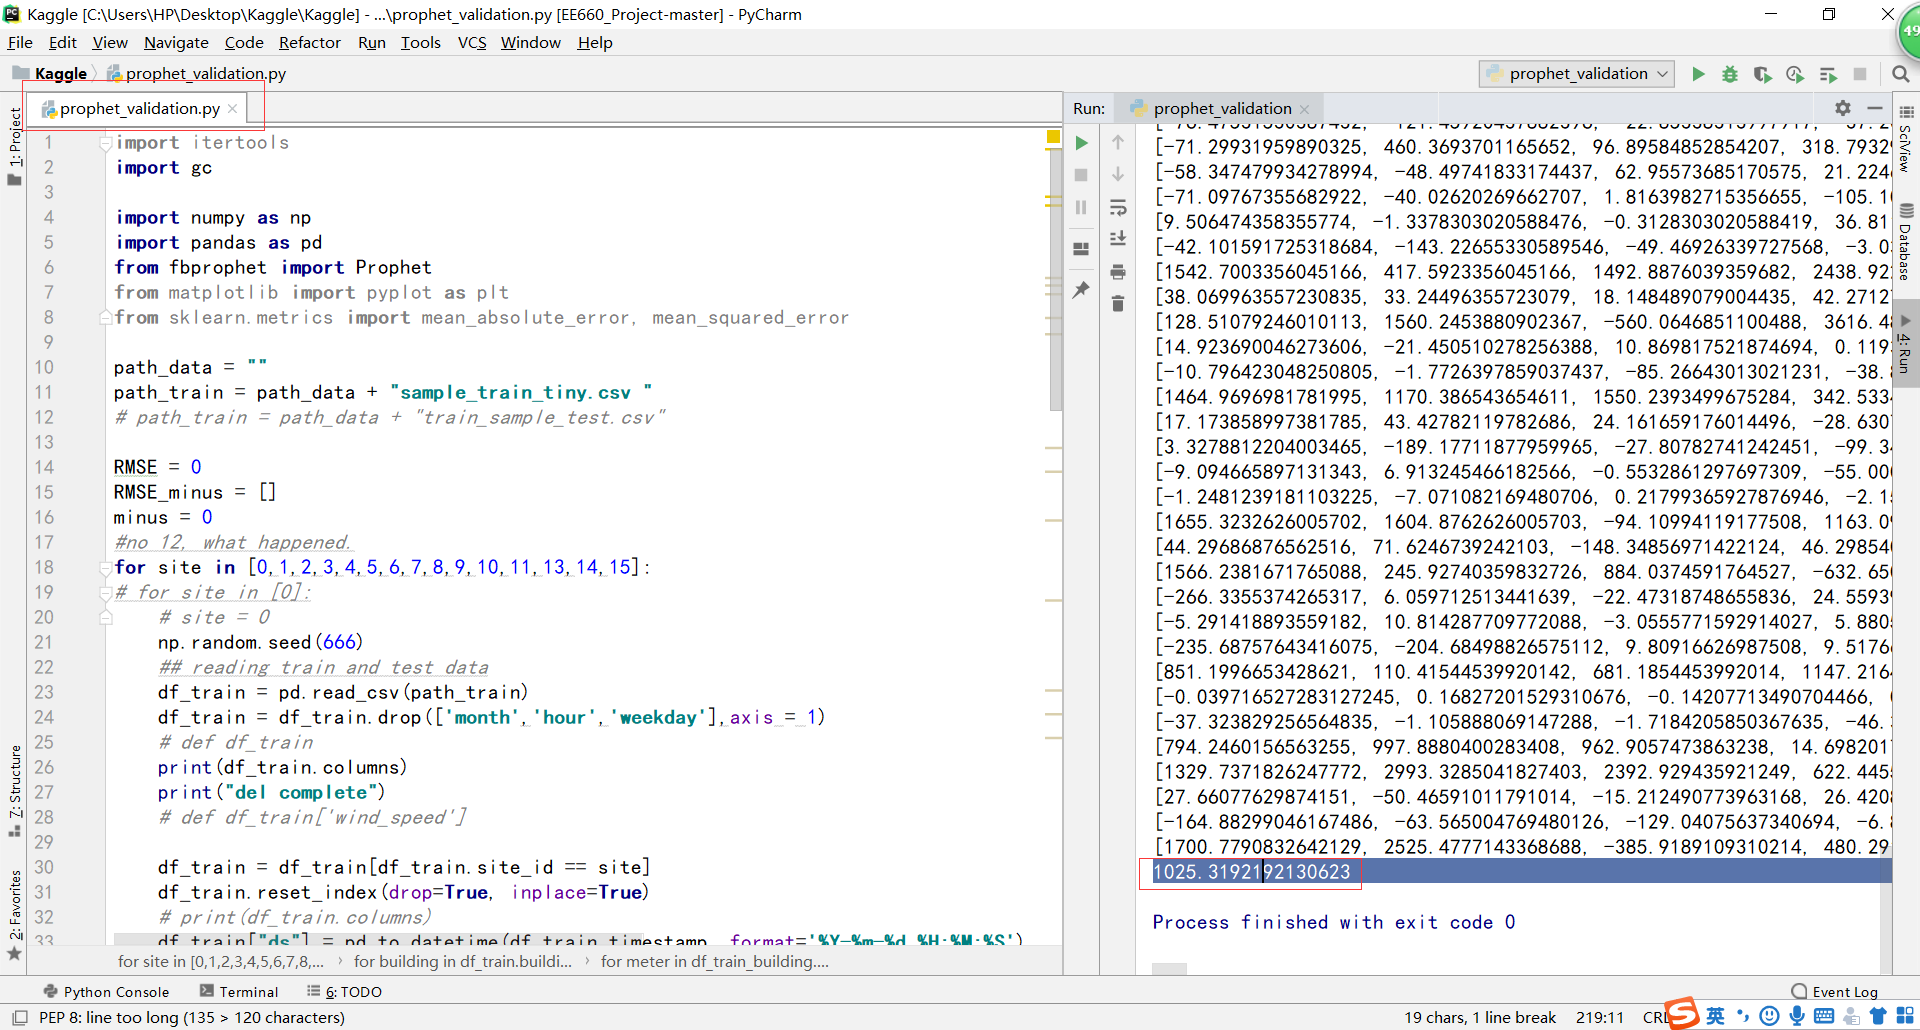 Kaggle [C:\Users\HP\Desktop\Kaggle\Kaggle] - ...\prophet_validation.py [EE660_Project-master] - PyCharm
File Edit View Navigate Code Refactor Run Tools VCS Window Help
49
Kaggle prophet_validation.py
prophet_validation
prophet_validation.py
Run: prophet_validation
1: Project
7: Structure
2: Favorites
1 import itertools
2 import gc
3
4 import numpy as np
5 import pandas as pd
6 from fbprophet import Prophet
7 from matplotlib import pyplot as plt
8 from sklearn.metrics import mean_absolute_error, mean_squared_error
9
10 path_data = ""
11 path_train = path_data + "sample_train_tiny.csv "
12 # path_train = path_data + "train_sample_test.csv"
13
14 RMSE = 0
15 RMSE_minus = []
16 minus = 0
17 #no 12, what happened.
18 for site in [0,1,2,3,4,5,6,7,8,9,10,11,13,14,15]:
19 # for site in [0]:
20 # site = 0
21 np.random.seed(666)
22 ## reading train and test data
23 df_train = pd.read_csv(path_train)
24 df_train = df_train.drop(['month','hour','weekday'],axis = 1)
25 # def df_train
26 print(df_train.columns)
27 print("del complete")
28 # def df_train['wind_speed']
29
30 df_train = df_train[df_train.site_id == site]
31 df_train.reset_index(drop=True, inplace=True)
32 # print(df_train.columns)
33 df_train["ds"] = pd.to_datetime(df_train.timestamp, format='%Y-%m-%d %H:%M:%S')
for site in [0,1,2,3,4,5,6,7,8,... › for building in df_train.buildi... › for meter in df_train_building....
[-71.29931959890325, 460.3693701165652, 96.89584852854207, 318.7932
[-58.347479934278994, -48.49741833174437, 62.95573685170575, 21.224
[-71.09767355682922, -40.02620269662707, 1.8163982715356655, -105.1
[9.506474358355774, -1.3378303020588476, -0.3128303020588419, 36.81
[-42.101591725318684, -143.22655330589546, -49.46926339727568, -3.0
[1542.7003356045166, 417.5923356045166, 1492.8876039359682, 2438.92
[38.069963557230835, 33.24496355723079, 18.148489079004435, 42.2712
[128.51079246010113, 1560.2453880902367, -560.0646851100488, 3616.4
[14.923690046273606, -21.450510278256388, 10.869817521874694, 0.119
[-10.796423048250805, -1.7726397859037437, -85.26643013021231, -38.
[1464.9696981781995, 1170.386543654611, 1550.2393499675284, 342.533
[17.173858997381785, 43.42782119782686, 24.161659176014496, -28.630
[3.3278812204003465, -189.17711877959965, -27.80782741242451, -99.3
[-9.094665897131343, 6.913245466182566, -0.5532861297697309, -55.00
[-1.2481239181103225, -7.071082169480706, 0.21799365927876946, -2.1
[1655.3232626005702, 1604.8762626005703, -94.10994119177508, 1163.0
[44.29686876562516, 71.6246739242103, -148.34856971422124, 46.29854
[1566.2381671765088, 245.92740359832726, 884.0374591764527, -632.65
[-266.3355374265317, 6.059712513441639, -22.47318748655836, 24.5593
[-5.291418893559182, 10.814287709772088, -3.0555771592914027, 5.880
[-235.68757643416075, -204.68498826575112, 9.80916626987508, 9.5176
[851.1996653428621, 110.41544539920142, 681.1854453992014, 1147.216
[-0.039716527283127245, 0.16827201529310676, -0.14207713490704466,
[-37.323829256564835, -1.105888069147288, -1.7184205850367635, -46.
[794.2460156563255, 997.8880400283408, 962.9057473863238, 14.698201
[1329.7371826247772, 2993.3285041827403, 2392.929435921249, 622.445
[27.66077629874151, -50.46591011791014, -15.212490773963168, 26.420
[-164.88299046167486, -63.565004769480126, -129.04075637340694, -6.
[1700.7790832642129, 2525.4777143368688, -385.9189109310214, 480.29
1025.3192192130623
Process finished with exit code 0
SciView
Database
4: Run
Python Console Terminal 6: TODO Event Log
PEP 8: line too long (135 > 120 characters) 19 chars, 1 line break 219:11 英